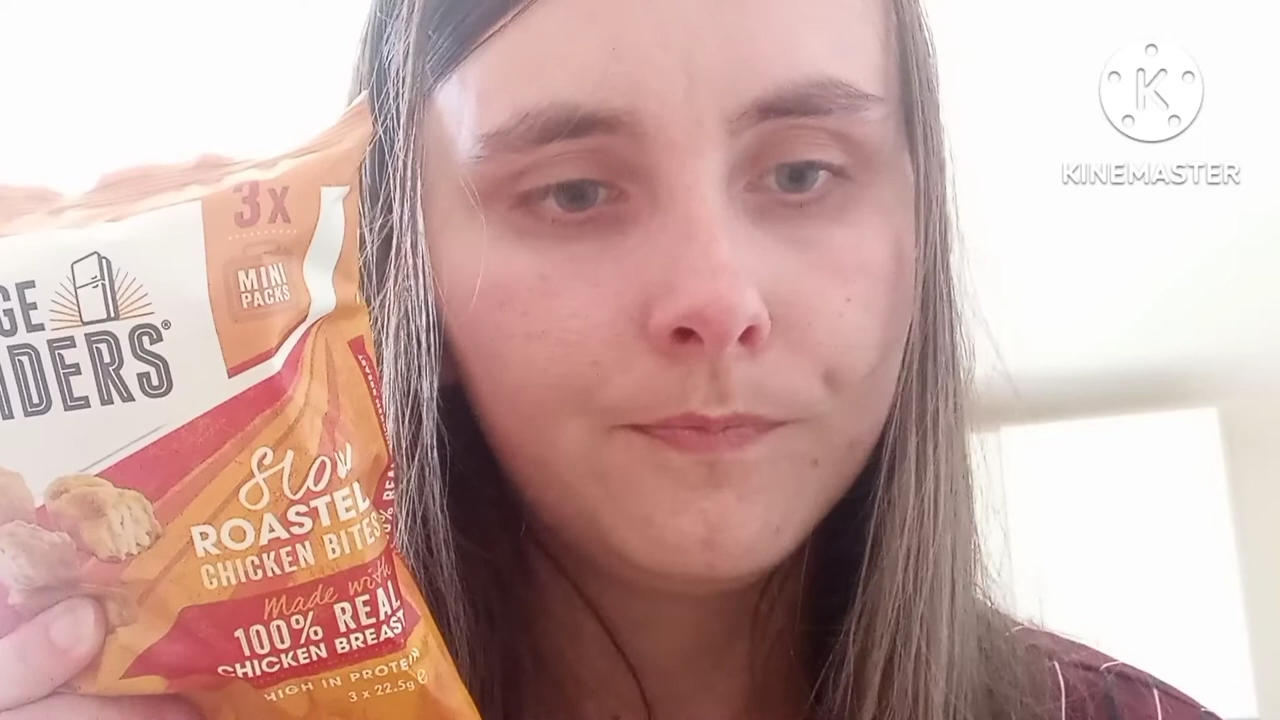 3x
MINI
PACKS
GE
IDERS®
Slow
ROASTED
CHICKEN BITES
Made with
100% REAL
CHICKEN BREAST
HIGH IN PROTEIN
3 x 22.5g e
K
KINEMASTER